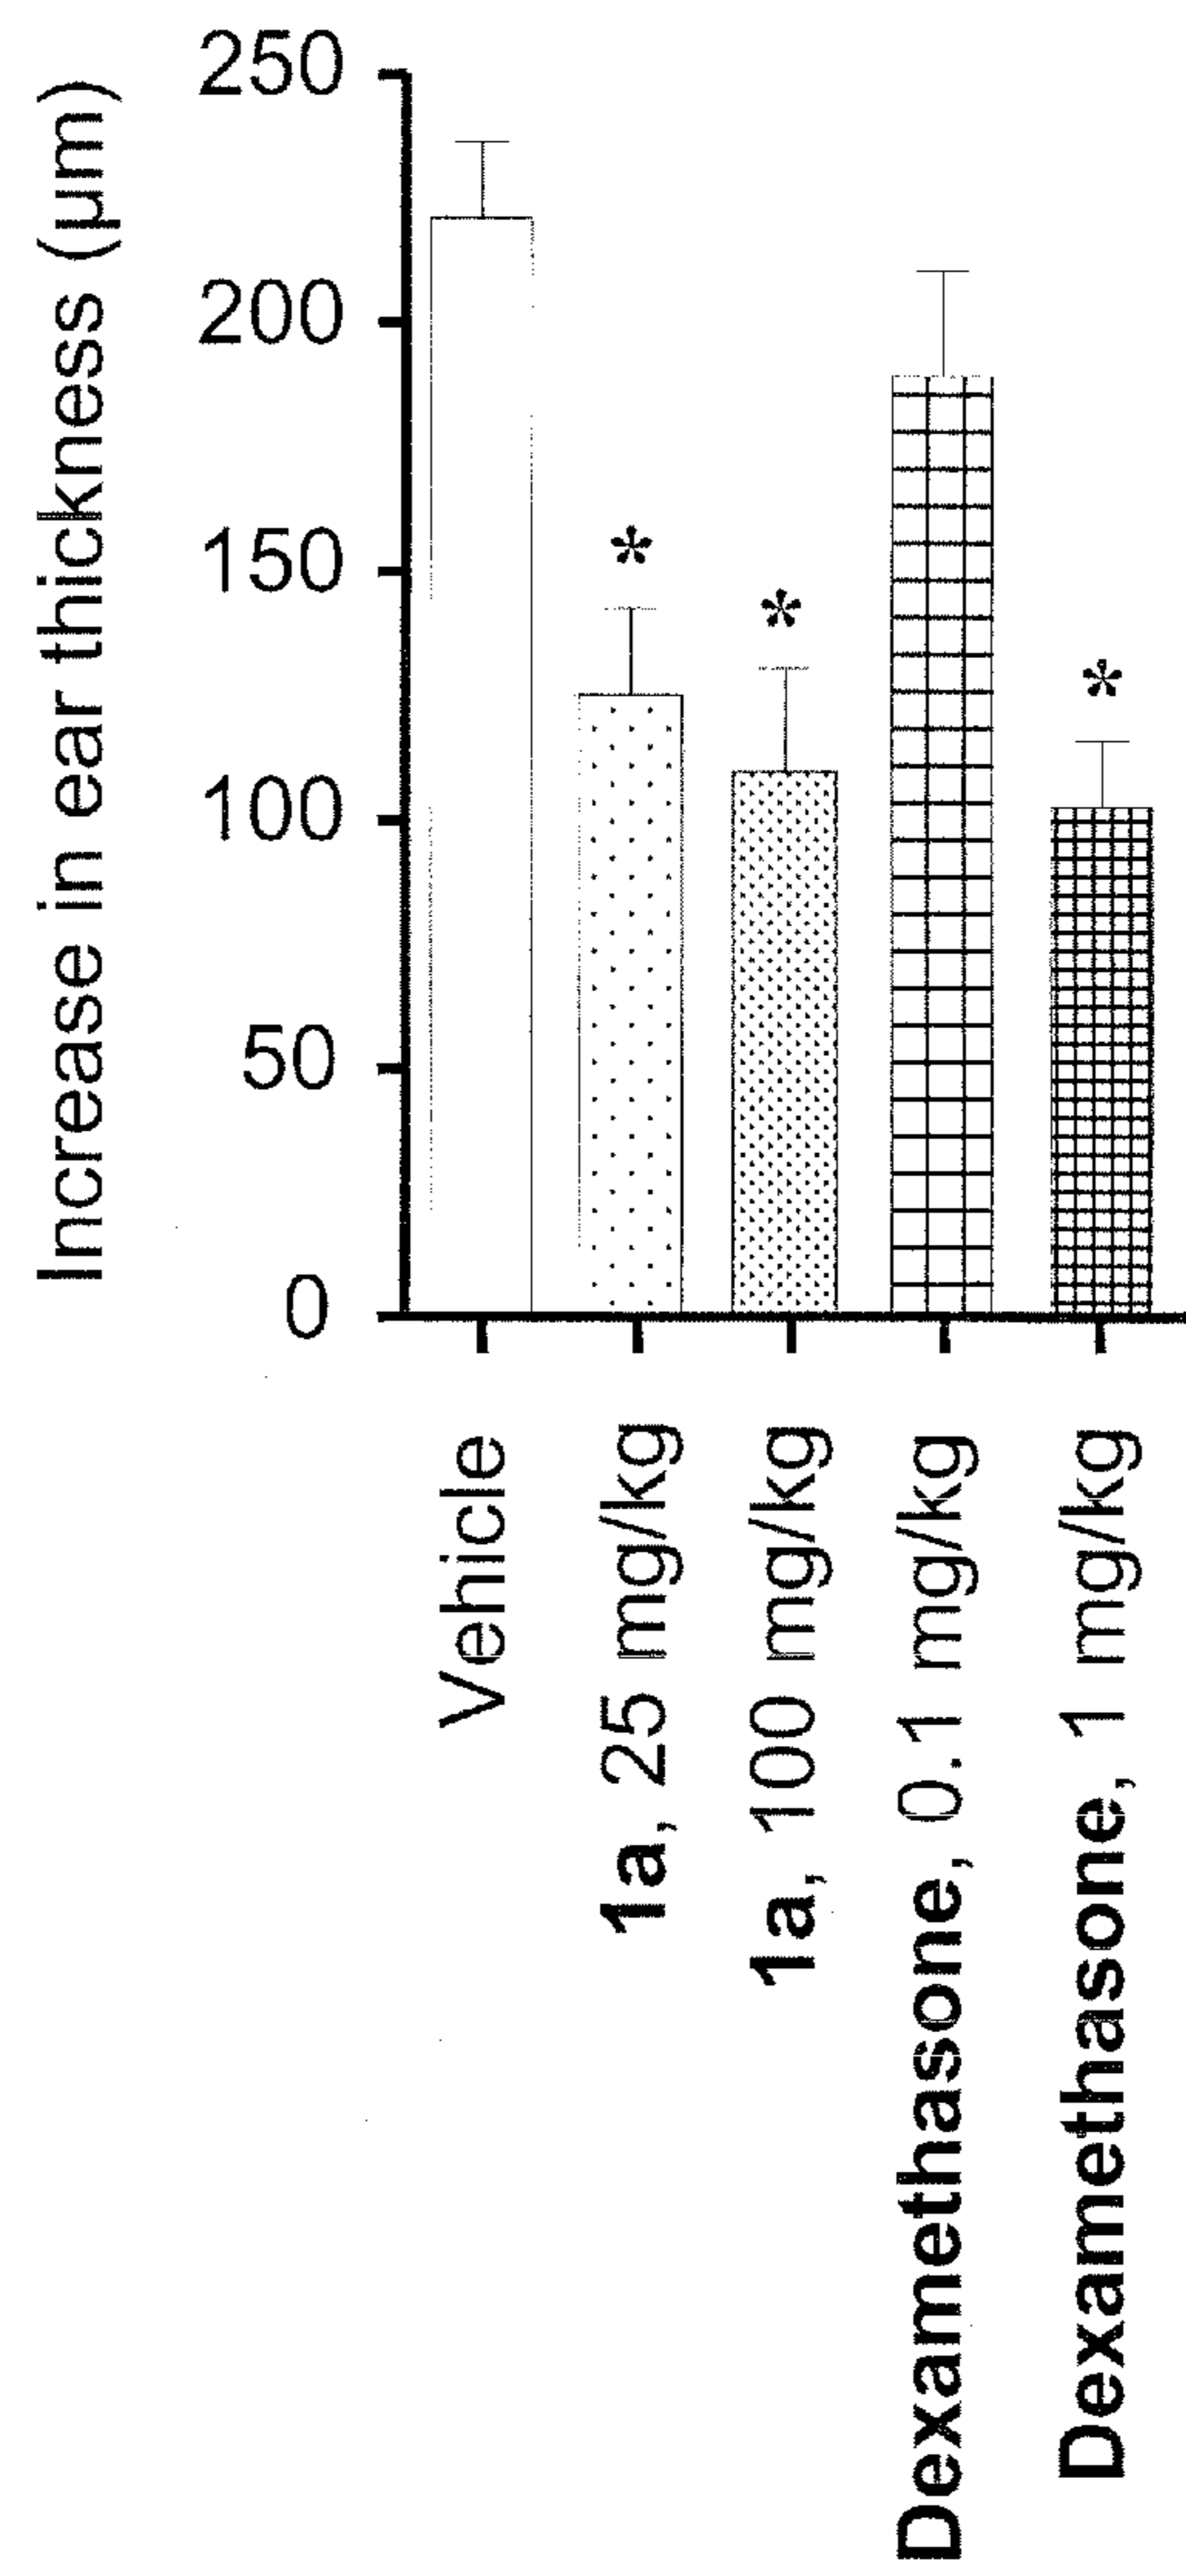 Increase in ear thickness (µm)
250
200
150
100
50
0
*
*
*
Vehicle
1a, 25 mg/kg
1a, 100 mg/kg
Dexamethasone, 0.1 mg/kg
Dexamethasone, 1 mg/kg